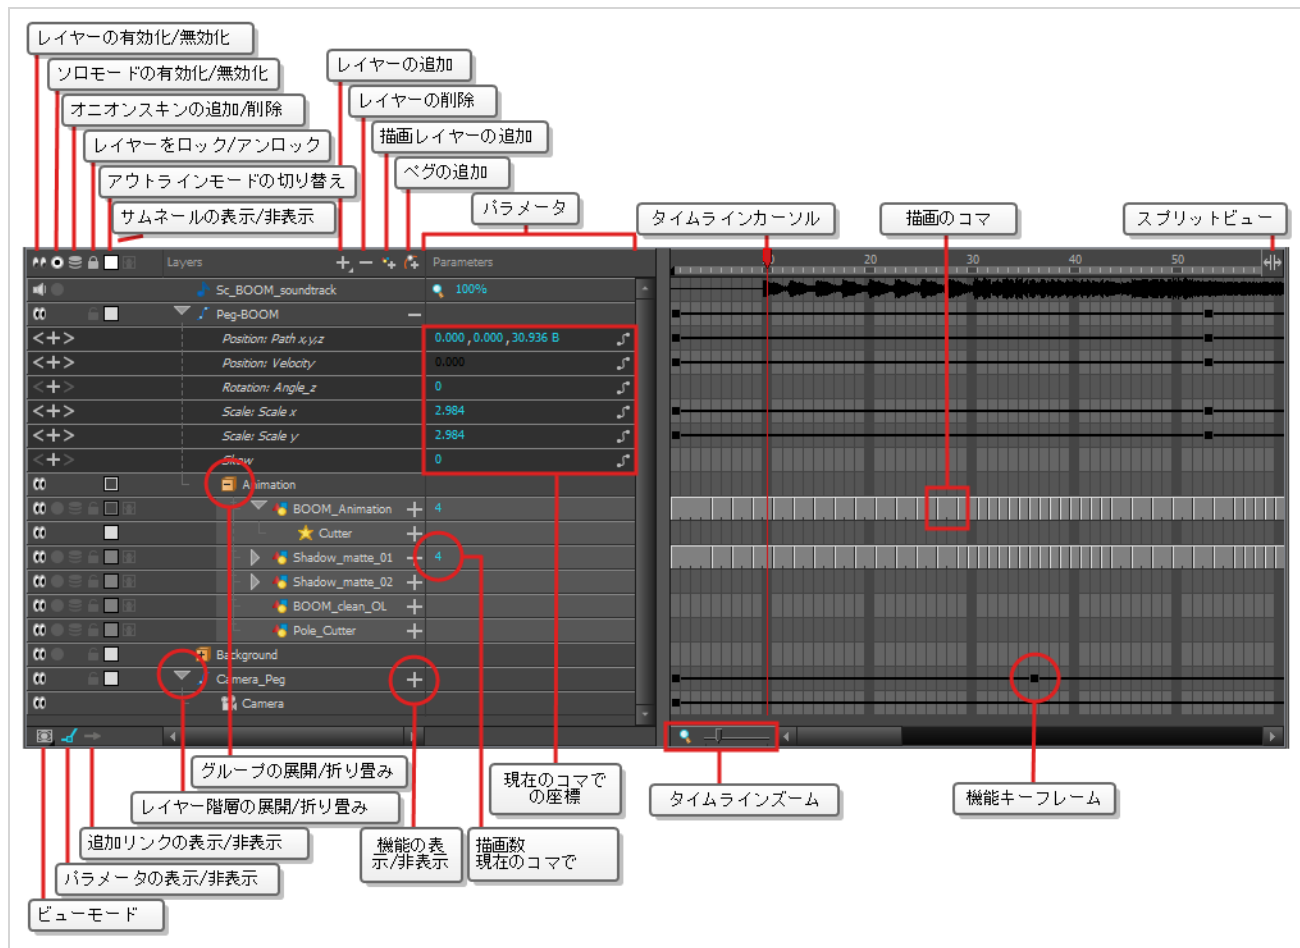 レイヤーの有効化/無効化
ソロモードの有効化/無効化
オニオンスキンの追加/削除
レイヤーをロック/アンロック
アウトラインモードの切り替え
サムネールの表示/非表示
レイヤーの追加
レイヤーの削除
描画レイヤーの追加
ペグの追加
パラメータ
タイムラインカーソル
描画のコマ
スプリットビュー
Layers
Parameters
10
20
30
40
50
Sc_BOOM_soundtrack
100%
Peg-BOOM
Position: Path x,y,z
0.000 , 0.000 , 30.936 B
Position: Velocity
0.000
Rotation: Angle_z
0
Scale: Scale x
2.984
Scale: Scale y
2.984
Skew
0
Animation
BOOM_Animation
4
Cutter
Shadow_matte_01
4
Shadow_matte_02
BOOM_clean_OL
Pole_Cutter
Background
Camera_Peg
Camera
グループの展開/折り畳み
レイヤー階層の展開/折り畳み
追加リンクの表示/非表示
パラメータの表示/非表示
ビューモード
機能の表
示/非表示
現在のコマで
の座標
描画数
現在のコマで
タイムラインズーム
機能キーフレーム